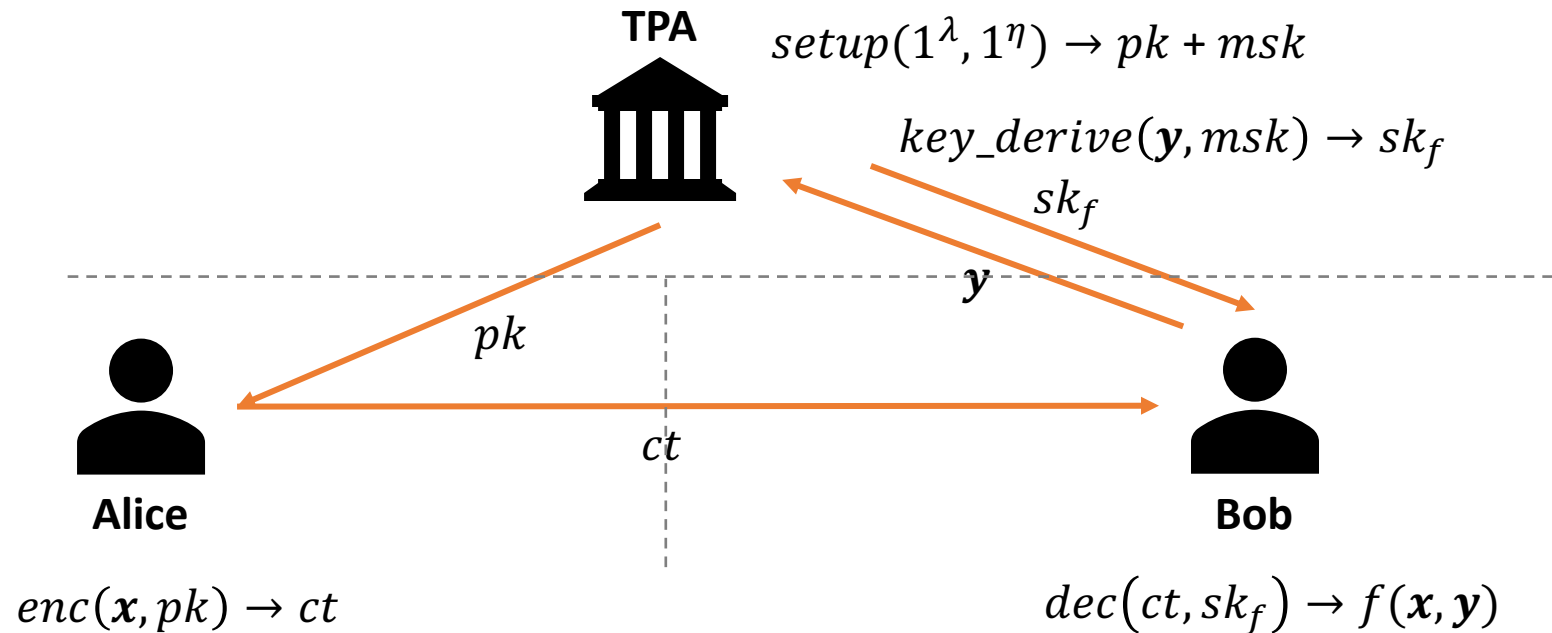 TPA
setup(1^λ, 1^η) → pk + msk
key_derive(y, msk) → sk_f
sk_f
y
pk
ct
Alice
Bob
enc(x, pk) → ct
dec(ct, sk_f) → f(x, y)